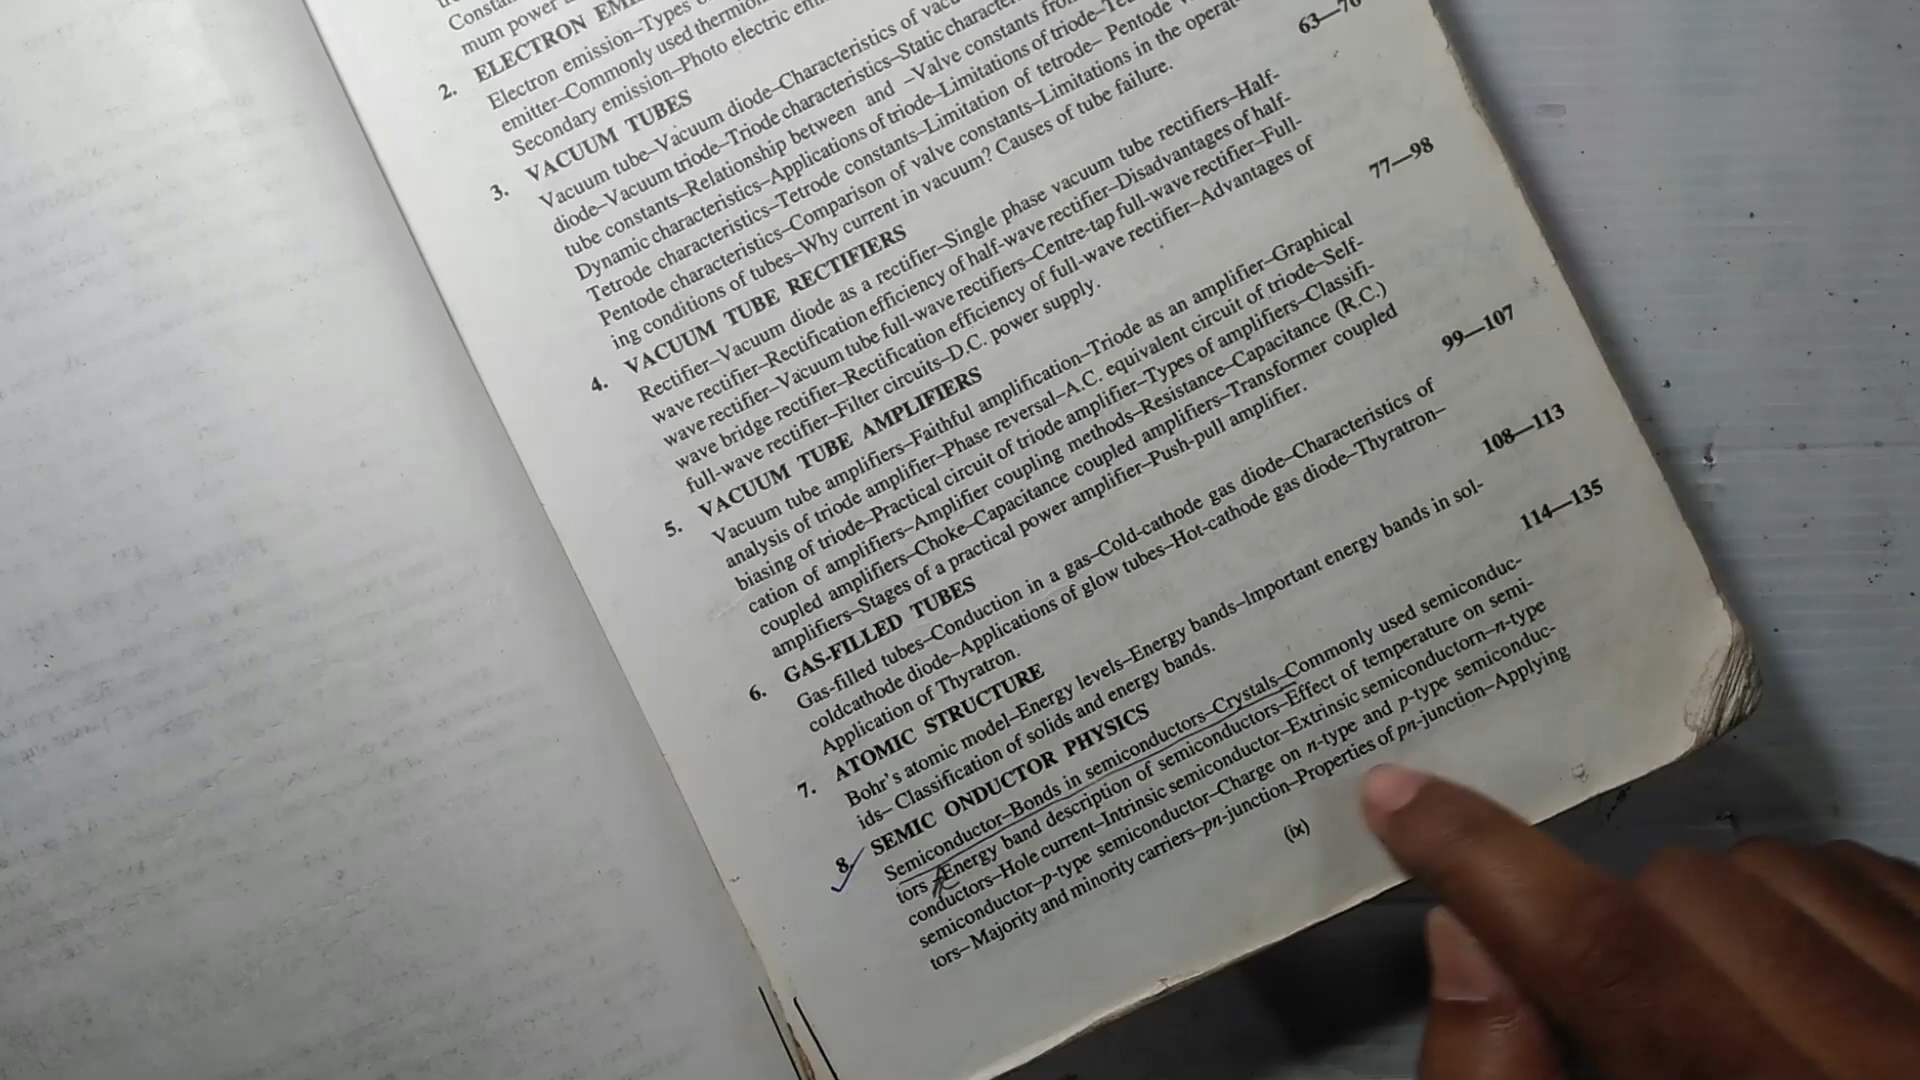 Constan
mum power
2. ELECTRON EMI
Electron emission–Types o
emitter–Commonly used thermion
Secondary emission–Photo electric emi
3. VACUUM TUBES
Vacuum tube–Vacuum diode–Characteristics of vacu
diode–Vacuum triode–Triode characteristics–Static character
tube constants–Relationship between and –Valve constants fro
Dynamic characteristics–Applications of triode–Limitations of triode–Te
Tetrode characteristics–Tetrode constants–Limitation of tetrode– Pentode
Pentode characteristics–Comparison of valve constants–Limitations in the operat
ing conditions of tubes–Why current in vacuum? Causes of tube failure.
63—76
4. VACUUM TUBE RECTIFIERS
Rectifier–Vacuum diode as a rectifier–Single phase vacuum tube rectifiers–Half-
wave rectifier–Rectification efficiency of half-wave rectifier–Disadvantages of half-
wave rectifier–Vacuum tube full-wave rectifiers–Centre-tap full-wave rectifier–Full-
wave bridge rectifier–Rectification efficiency of full-wave rectifier–Advantages of
full-wave rectifier–Filter circuits–D.C. power supply.
5. VACUUM TUBE AMPLIFIERS 77—98
Vacuum tube amplifiers–Faithful amplification–Triode as an amplifier–Graphical
analysis of triode amplifier–Phase reversal–A.C. equivalent circuit of triode–Self-
biasing of triode–Practical circuit of triode amplifier–Types of amplifiers–Classifi-
cation of amplifiers–Amplifier coupling methods–Resistance–Capacitance (R.C.)
coupled amplifiers–Choke–Capacitance coupled amplifiers–Transformer coupled
amplifiers–Stages of a practical power amplifier–Push-pull amplifier.
6. GAS-FILLED TUBES 99—107
Gas-filled tubes–Conduction in a gas–Cold-cathode gas diode–Characteristics of
coldcathode diode–Applications of glow tubes–Hot-cathode gas diode–Thyratron–
Application of Thyratron.
7. ATOMIC STRUCTURE 108—113
Bohr's atomic model–Energy levels–Energy bands–Important energy bands in sol-
ids– Classification of solids and energy bands.
8. SEMIC ONDUCTOR PHYSICS 114—135
Semiconductor–Bonds in semiconductors–Crystals–Commonly used semiconduc-
tors –Energy band description of semiconductors–Effect of temperature on semi-
conductors–Hole current–Intrinsic semiconductor–Extrinsic semiconductorn–n-type
semiconductor–p-type semiconductor–Charge on n-type and p-type semiconduc-
tors– Majority and minority carriers–pn-junction–Properties of pn-junction–Applying
(ix)